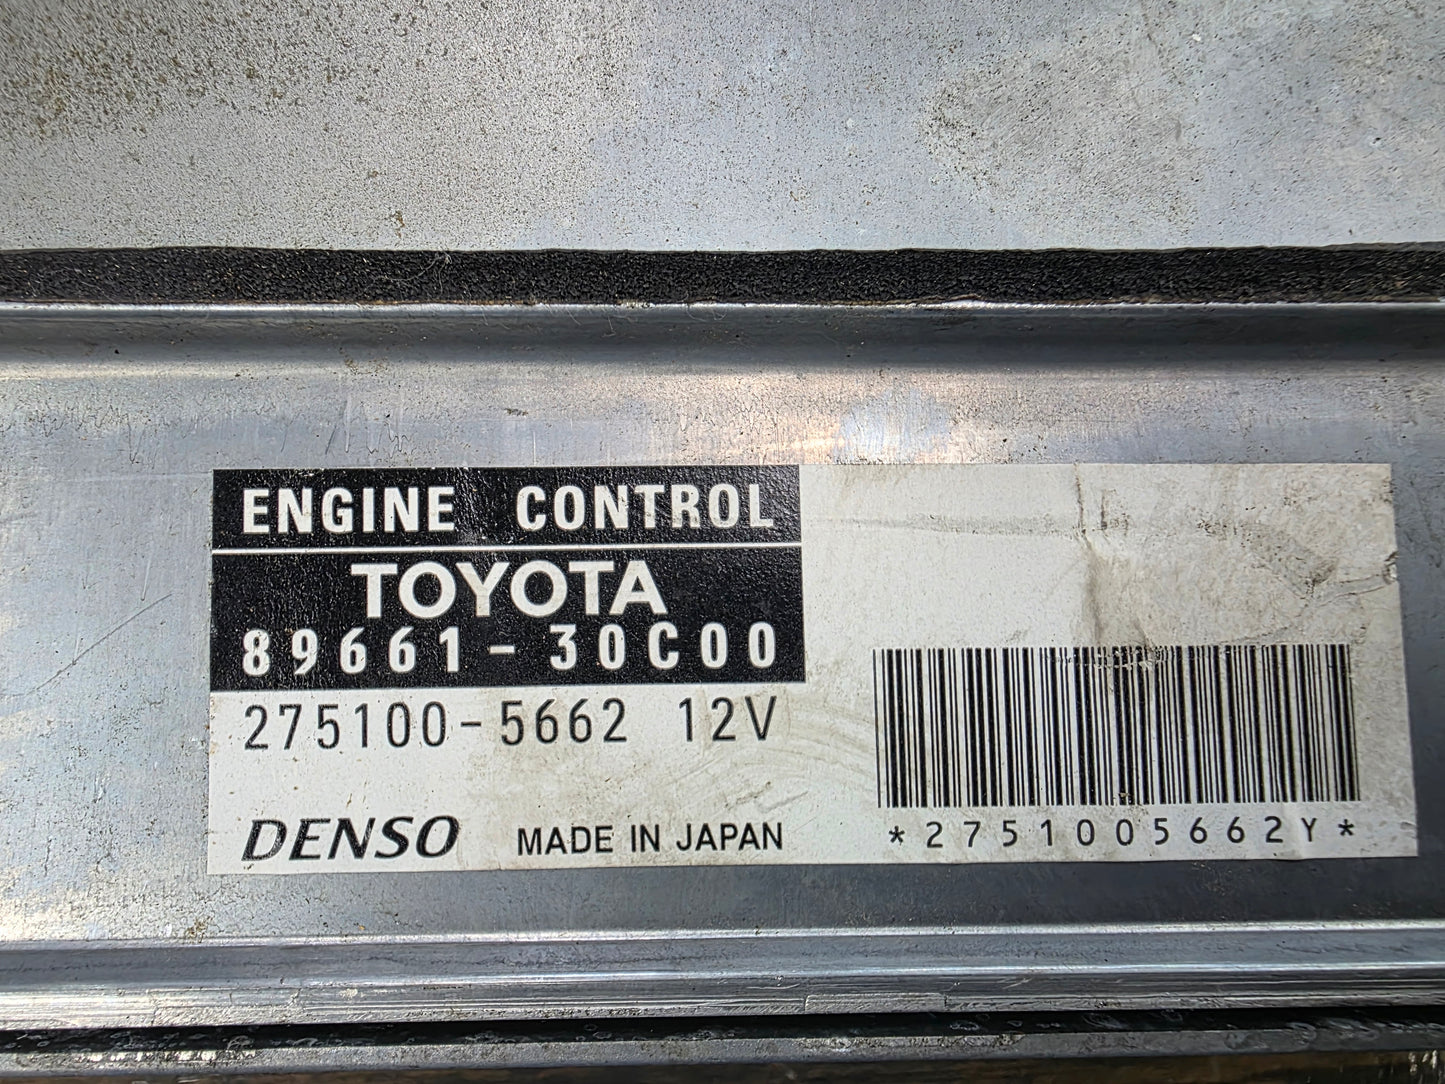 ENGINE CONTROL
TOYOTA
89661-30C00
275100-5662 12V
DENSO MADE IN JAPAN
*2751005662Y*